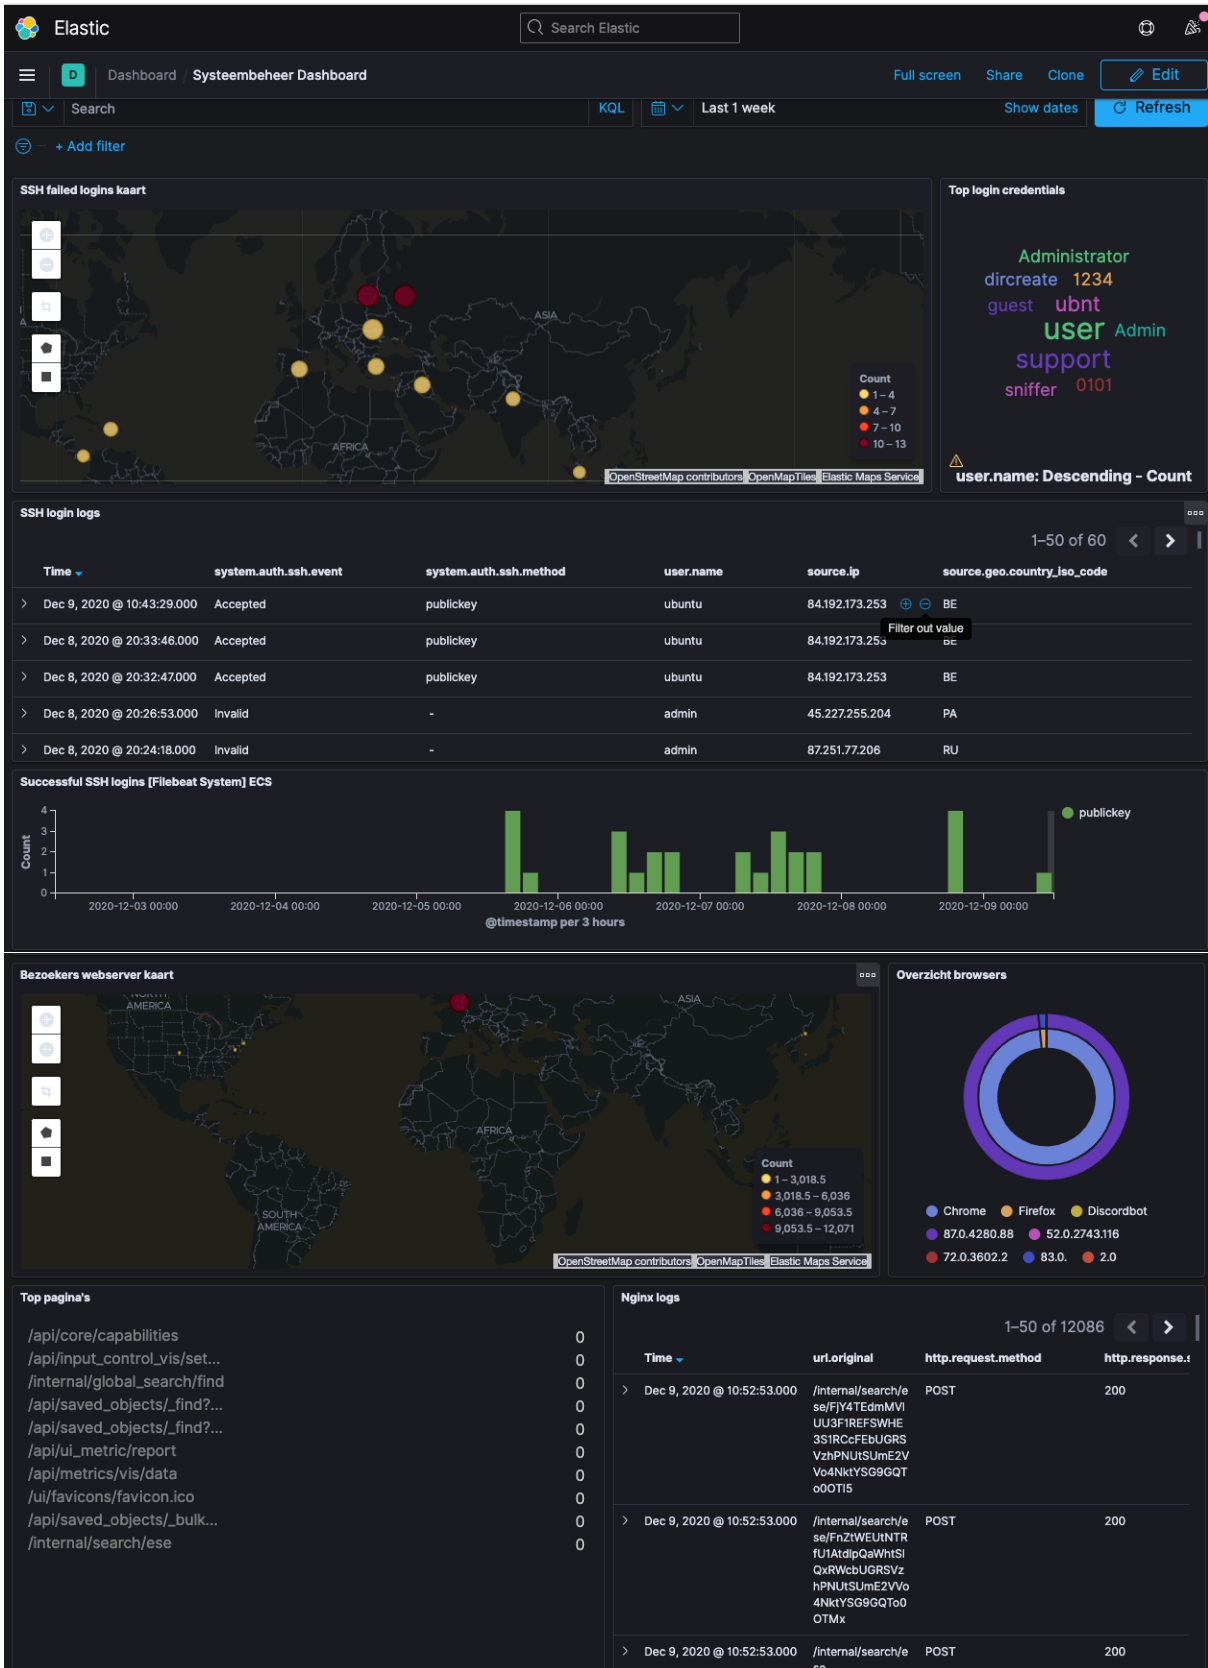 Elastic
Search Elastic
D
Dashboard
Systeembeheer Dashboard
Full screen
Share
Clone
Edit
Search
KQL
Last 1 week
Show dates
Refresh
+ Add filter
SSH failed logins kaart
ASIA
AFRICA
Count
1 – 4
4 – 7
7 – 10
10 – 13
OpenStreetMap contributors
OpenMapTiles
Elastic Maps Service
Top login credentials
Administrator
dircreate 1234
guest ubnt
user Admin
support
sniffer 0101
user.name: Descending - Count
SSH login logs
1–50 of 60
Time system.auth.ssh.event system.auth.ssh.method user.name source.ip source.geo.country_iso_code
Dec 9, 2020 @ 10:43:29.000 Accepted publickey ubuntu 84.192.173.253 BE
Filter out value
Dec 8, 2020 @ 20:33:46.000 Accepted publickey ubuntu 84.192.173.253 BE
Dec 8, 2020 @ 20:32:47.000 Accepted publickey ubuntu 84.192.173.253 BE
Dec 8, 2020 @ 20:26:53.000 Invalid - admin 45.227.255.204 PA
Dec 8, 2020 @ 20:24:18.000 Invalid - admin 87.251.77.206 RU
Successful SSH logins [Filebeat System] ECS
4
3
2
1
0
Count
2020-12-03 00:00 2020-12-04 00:00 2020-12-05 00:00 2020-12-06 00:00 2020-12-07 00:00 2020-12-08 00:00 2020-12-09 00:00
@timestamp per 3 hours
publickey
Bezoekers webserver kaart
NORTH
AMERICA
ASIA
AFRICA
SOUTH
AMERICA
Count
1 – 3,018.5
3,018.5 – 6,036
6,036 – 9,053.5
9,053.5 – 12,071
OpenStreetMap contributors
OpenMapTiles
Elastic Maps Service
Overzicht browsers
Chrome Firefox Discordbot
87.0.4280.88 52.0.2743.116
72.0.3602.2 83.0. 2.0
Top pagina's
/api/core/capabilities 0
/api/input_control_vis/set... 0
/internal/global_search/find 0
/api/saved_objects/_find?... 0
/api/saved_objects/_find?... 0
/api/ui_metric/report 0
/api/metrics/vis/data 0
/ui/favicons/favicon.ico 0
/api/saved_objects/_bulk... 0
/internal/search/ese 0
Nginx logs
1–50 of 12086
Time url.original http.request.method http.response.s
Dec 9, 2020 @ 10:52:53.000 /internal/search/e POST 200
se/FjY4TEdmMVl
UU3F1REFSWHE
3S1RCcFEbUGRS
VzhPNUtSUmE2V
Vo4NktYSG9GQT
o0OTI5
Dec 9, 2020 @ 10:52:53.000 /internal/search/e POST 200
se/FnZtWEUtNTR
fU1AtdlpQaWhtSl
QxRWcbUGRSVz
hPNUtSUmE2VVo
4NktYSG9GQTo0
OTMx
Dec 9, 2020 @ 10:52:53.000 /internal/search/e POST 200